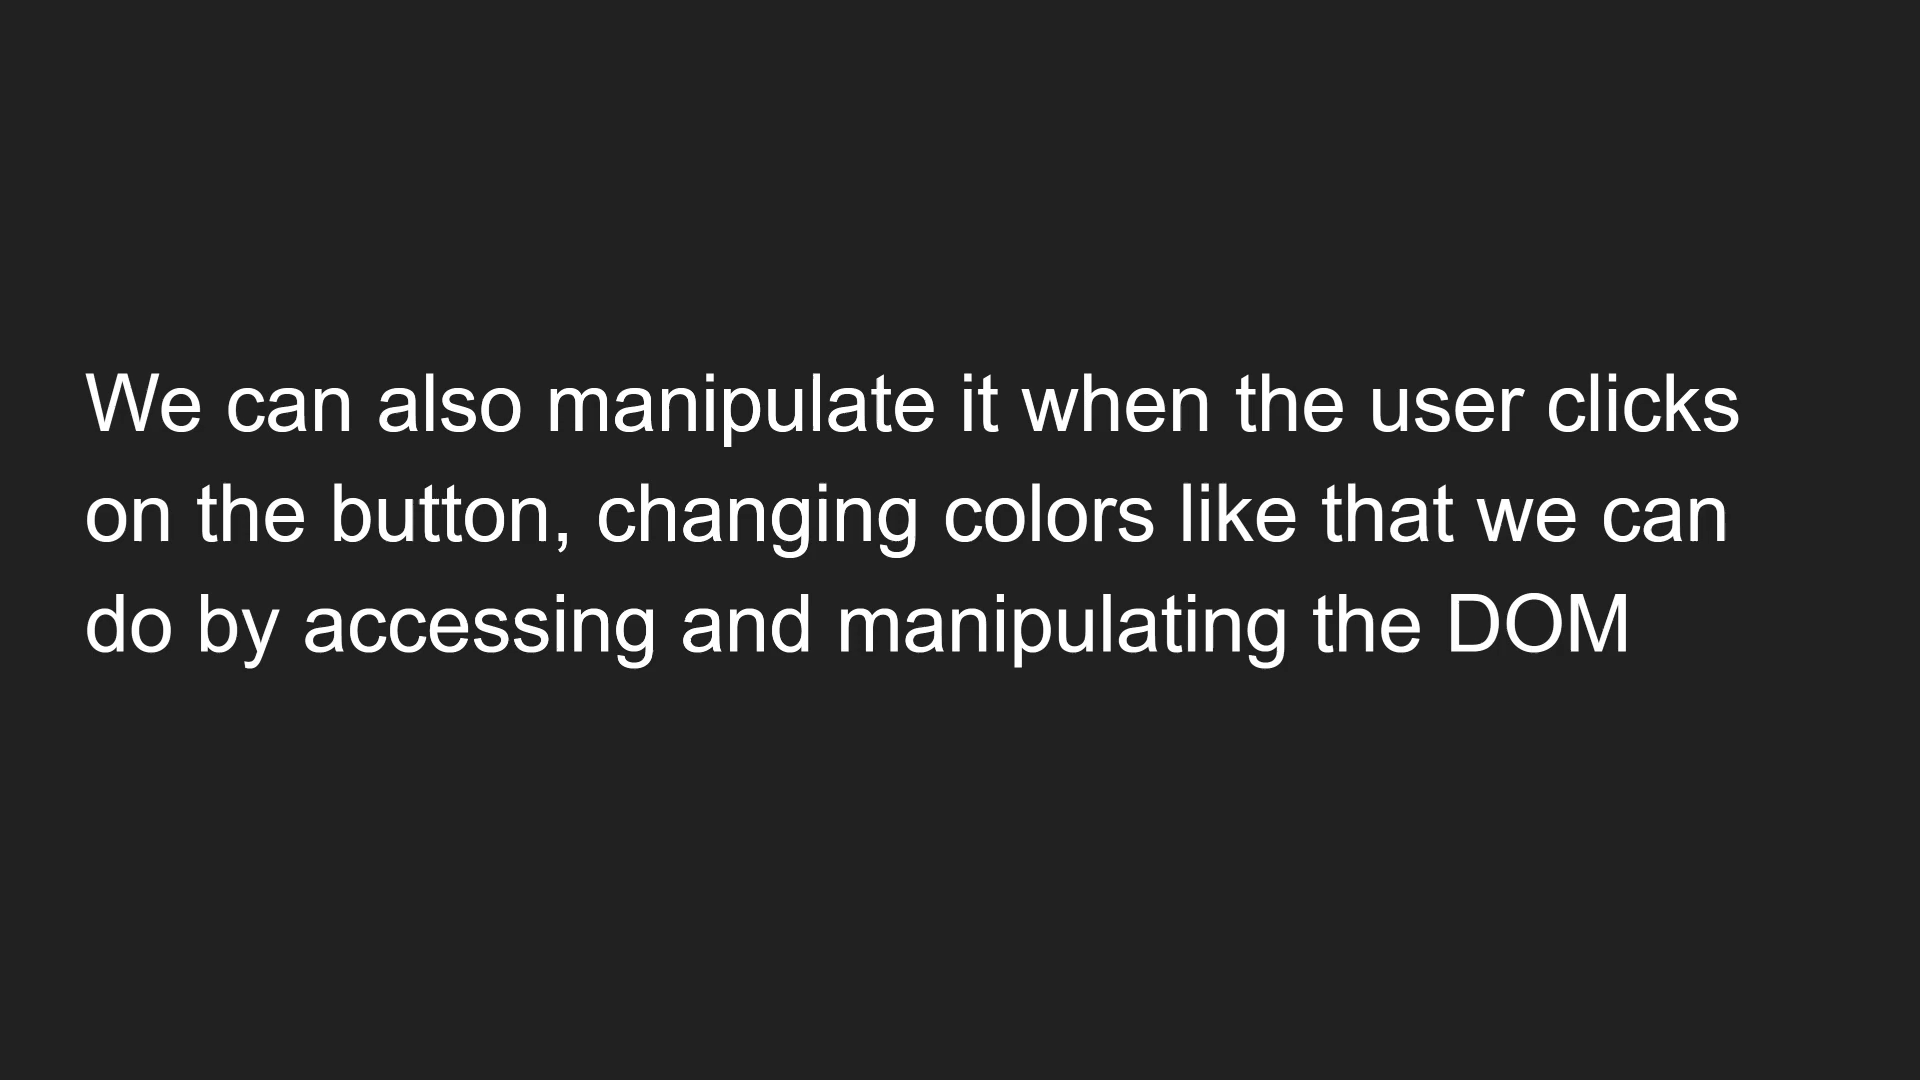 We can also manipulate it when the user clicks
on the button, changing colors like that we can
do by accessing and manipulating the DOM